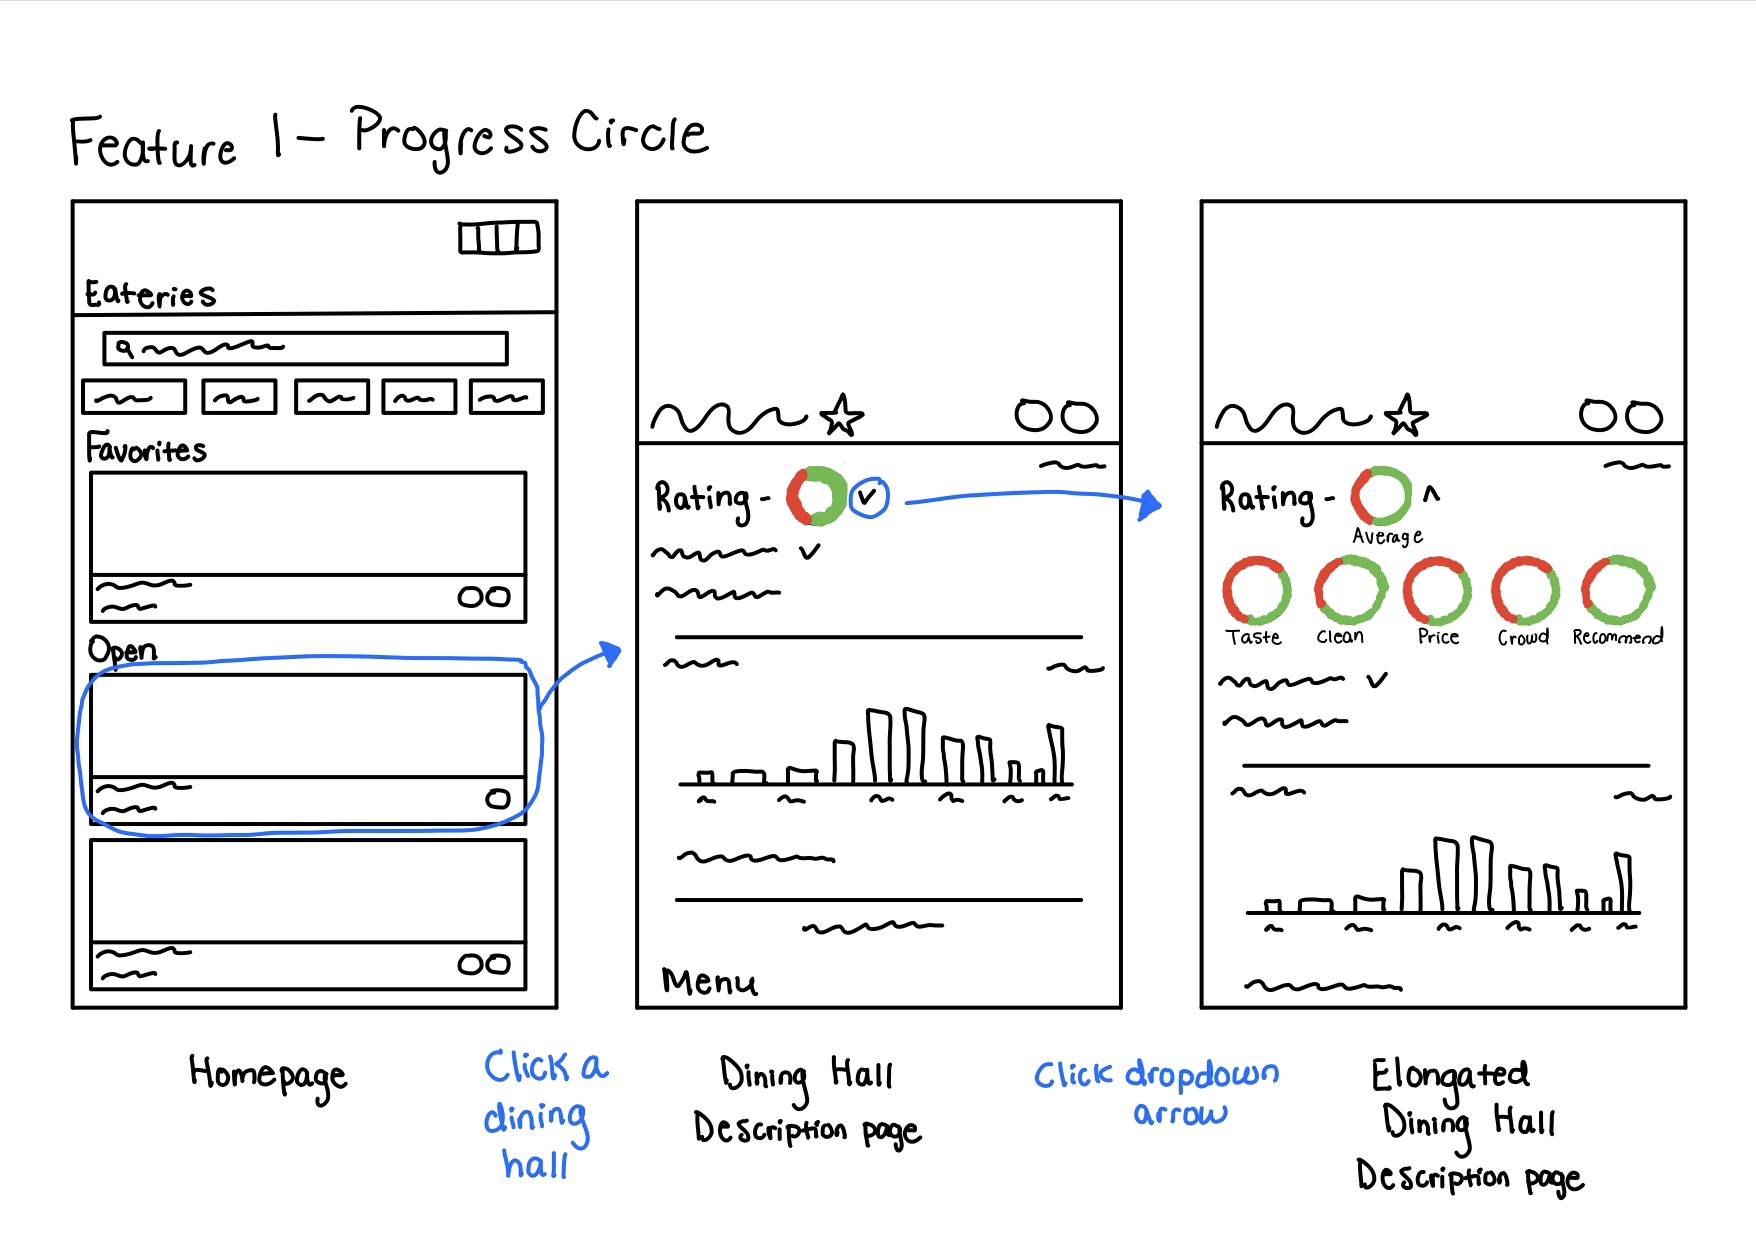 Feature 1 - Progress Circle
Eateries
Favorites
Open
Rating -
Menu
Rating -
Average
Taste Clean Price Crowd Recommend
Homepage
Click a
dining
hall
Dining Hall
Description page
Click dropdown
arrow
Elongated
Dining Hall
Description page